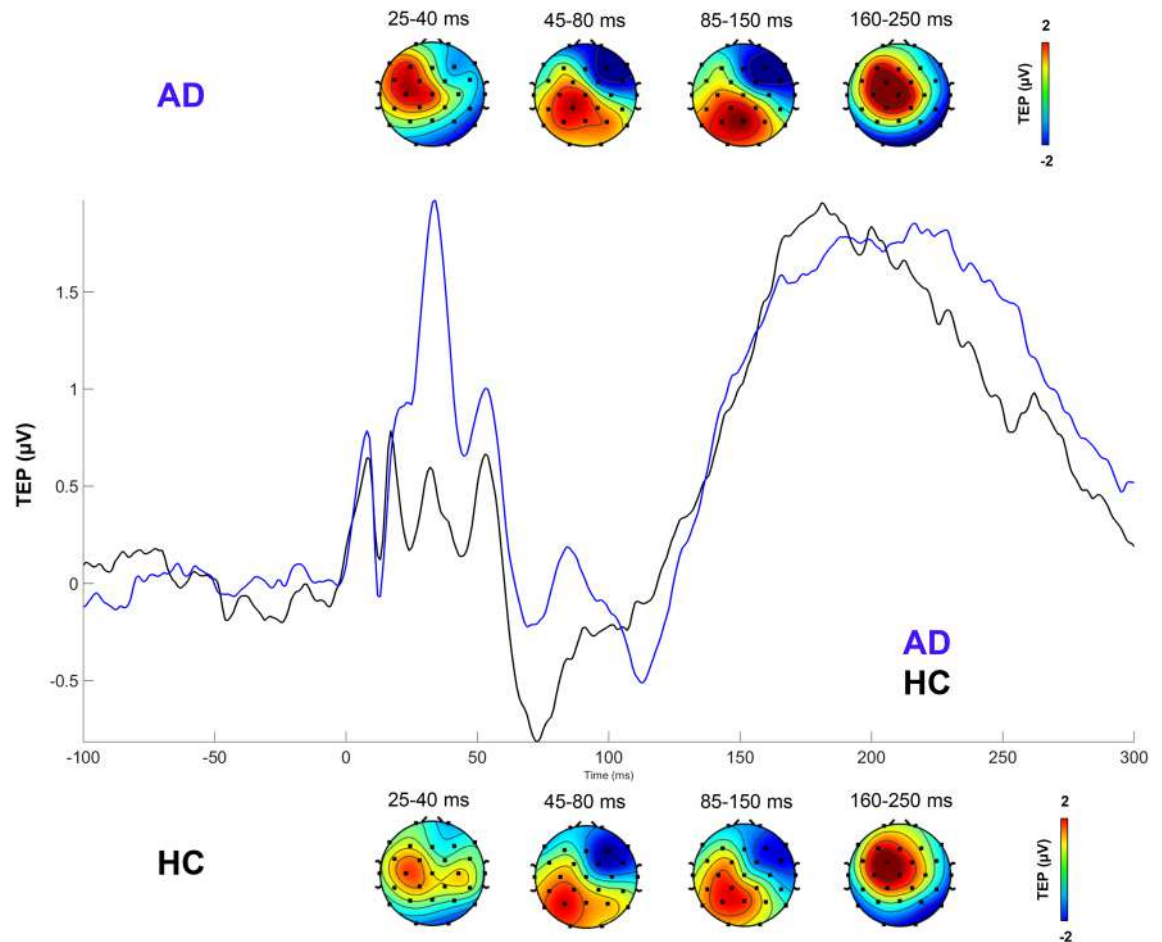 25-40 ms 45-80 ms 85-150 ms 160-250 ms
2
AD
TEP (µV)
-2
1.5
1
TEP (µV)
0.5
0
AD
HC
-0.5
-100 -50 0 50 100 150 200 250 300
Time (ms)
25-40 ms 45-80 ms 85-150 ms 160-250 ms
2
HC
TEP (µV)
-2